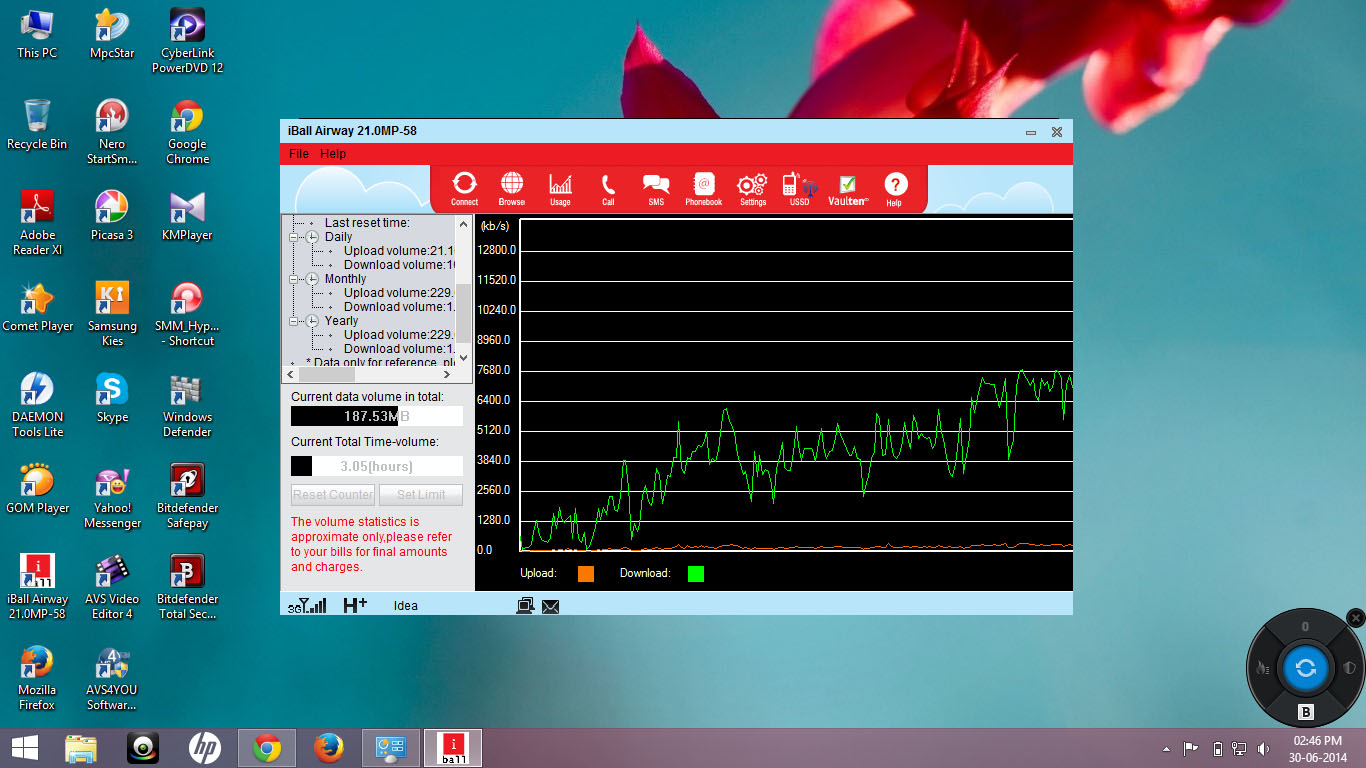 This PC
MpcStar
CyberLink
PowerDVD 12
Recycle Bin
Nero
StartSm...
Google
Chrome
Adobe
Reader XI
Picasa 3
KMPlayer
Comet Player
Samsung
Kies
SMM_Hyp...
- Shortcut
DAEMON
Tools Lite
Skype
Windows
Defender
GOM Player
Yahoo!
Messenger
Bitdefender
Safepay
iBall Airway
21.0MP-58
AVS Video
Editor 4
Bitdefender
Total Sec...
Mozilla
Firefox
AVS4YOU
Softwar...
iBall Airway 21.0MP-58
File Help
Connect Browse Usage Call SMS Phonebook Settings USSD Vaulten Help
Last reset time:
Daily
Upload volume:21.1
Download volume:1
Monthly
Upload volume:229.
Download volume:1.
Yearly
Upload volume:229.
Download volume:1.
* Data only for reference
Current data volume in total:
187.53MB
Current Total Time-volume:
3.05(hours)
Reset Counter Set Limit
The volume statistics is
approximate only,please refer
to your bills for final amounts
and charges.
(kb/s)
12800.0
11520.0
10240.0
8960.0
7680.0
6400.0
5120.0
3840.0
2560.0
1280.0
0.0
Upload: Download:
3G H+ Idea
0
B
hp
i
ball
02:46 PM
30-06-2014